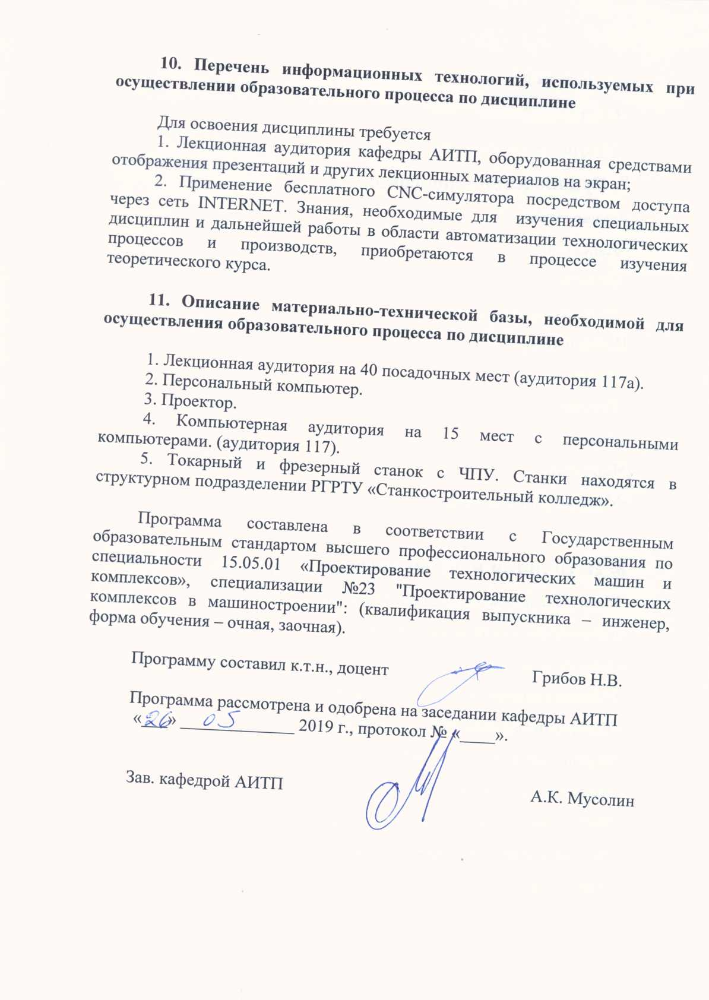 10. Перечень информационных технологий, используемых при
осуществлении образовательного процесса по дисциплине
Для освоения дисциплины требуется
1. Лекционная аудитория кафедры АИТП, оборудованная средствами
отображения презентаций и других лекционных материалов на экран;
2. Применение бесплатного CNC-симулятора посредством доступа
через сеть INTERNET. Знания, необходимые для изучения специальных
дисциплин и дальнейшей работы в области автоматизации технологических
процессов и производств, приобретаются в процессе изучения
теоретического курса.
11. Описание материально-технической базы, необходимой для
осуществления образовательного процесса по дисциплине
1. Лекционная аудитория на 40 посадочных мест (аудитория 117а).
2. Персональный компьютер.
3. Проектор.
4. Компьютерная аудитория на 15 мест с персональными
компьютерами. (аудитория 117).
5. Токарный и фрезерный станок с ЧПУ. Станки находятся в
структурном подразделении РГРТУ «Станкостроительный колледж».
Программа составлена в соответствии с Государственным
образовательным стандартом высшего профессионального образования по
специальности 15.05.01 «Проектирование технологических машин и
комплексов», специализации №23 "Проектирование технологических
комплексов в машиностроении": (квалификация выпускника – инженер,
форма обучения – очная, заочная).
Программу составил к.т.н., доцент Грибов Н.В.
Программа рассмотрена и одобрена на заседании кафедры АИТП
«26» 05 2019 г., протокол № «____».
Зав. кафедрой АИТП А.К. Мусолин